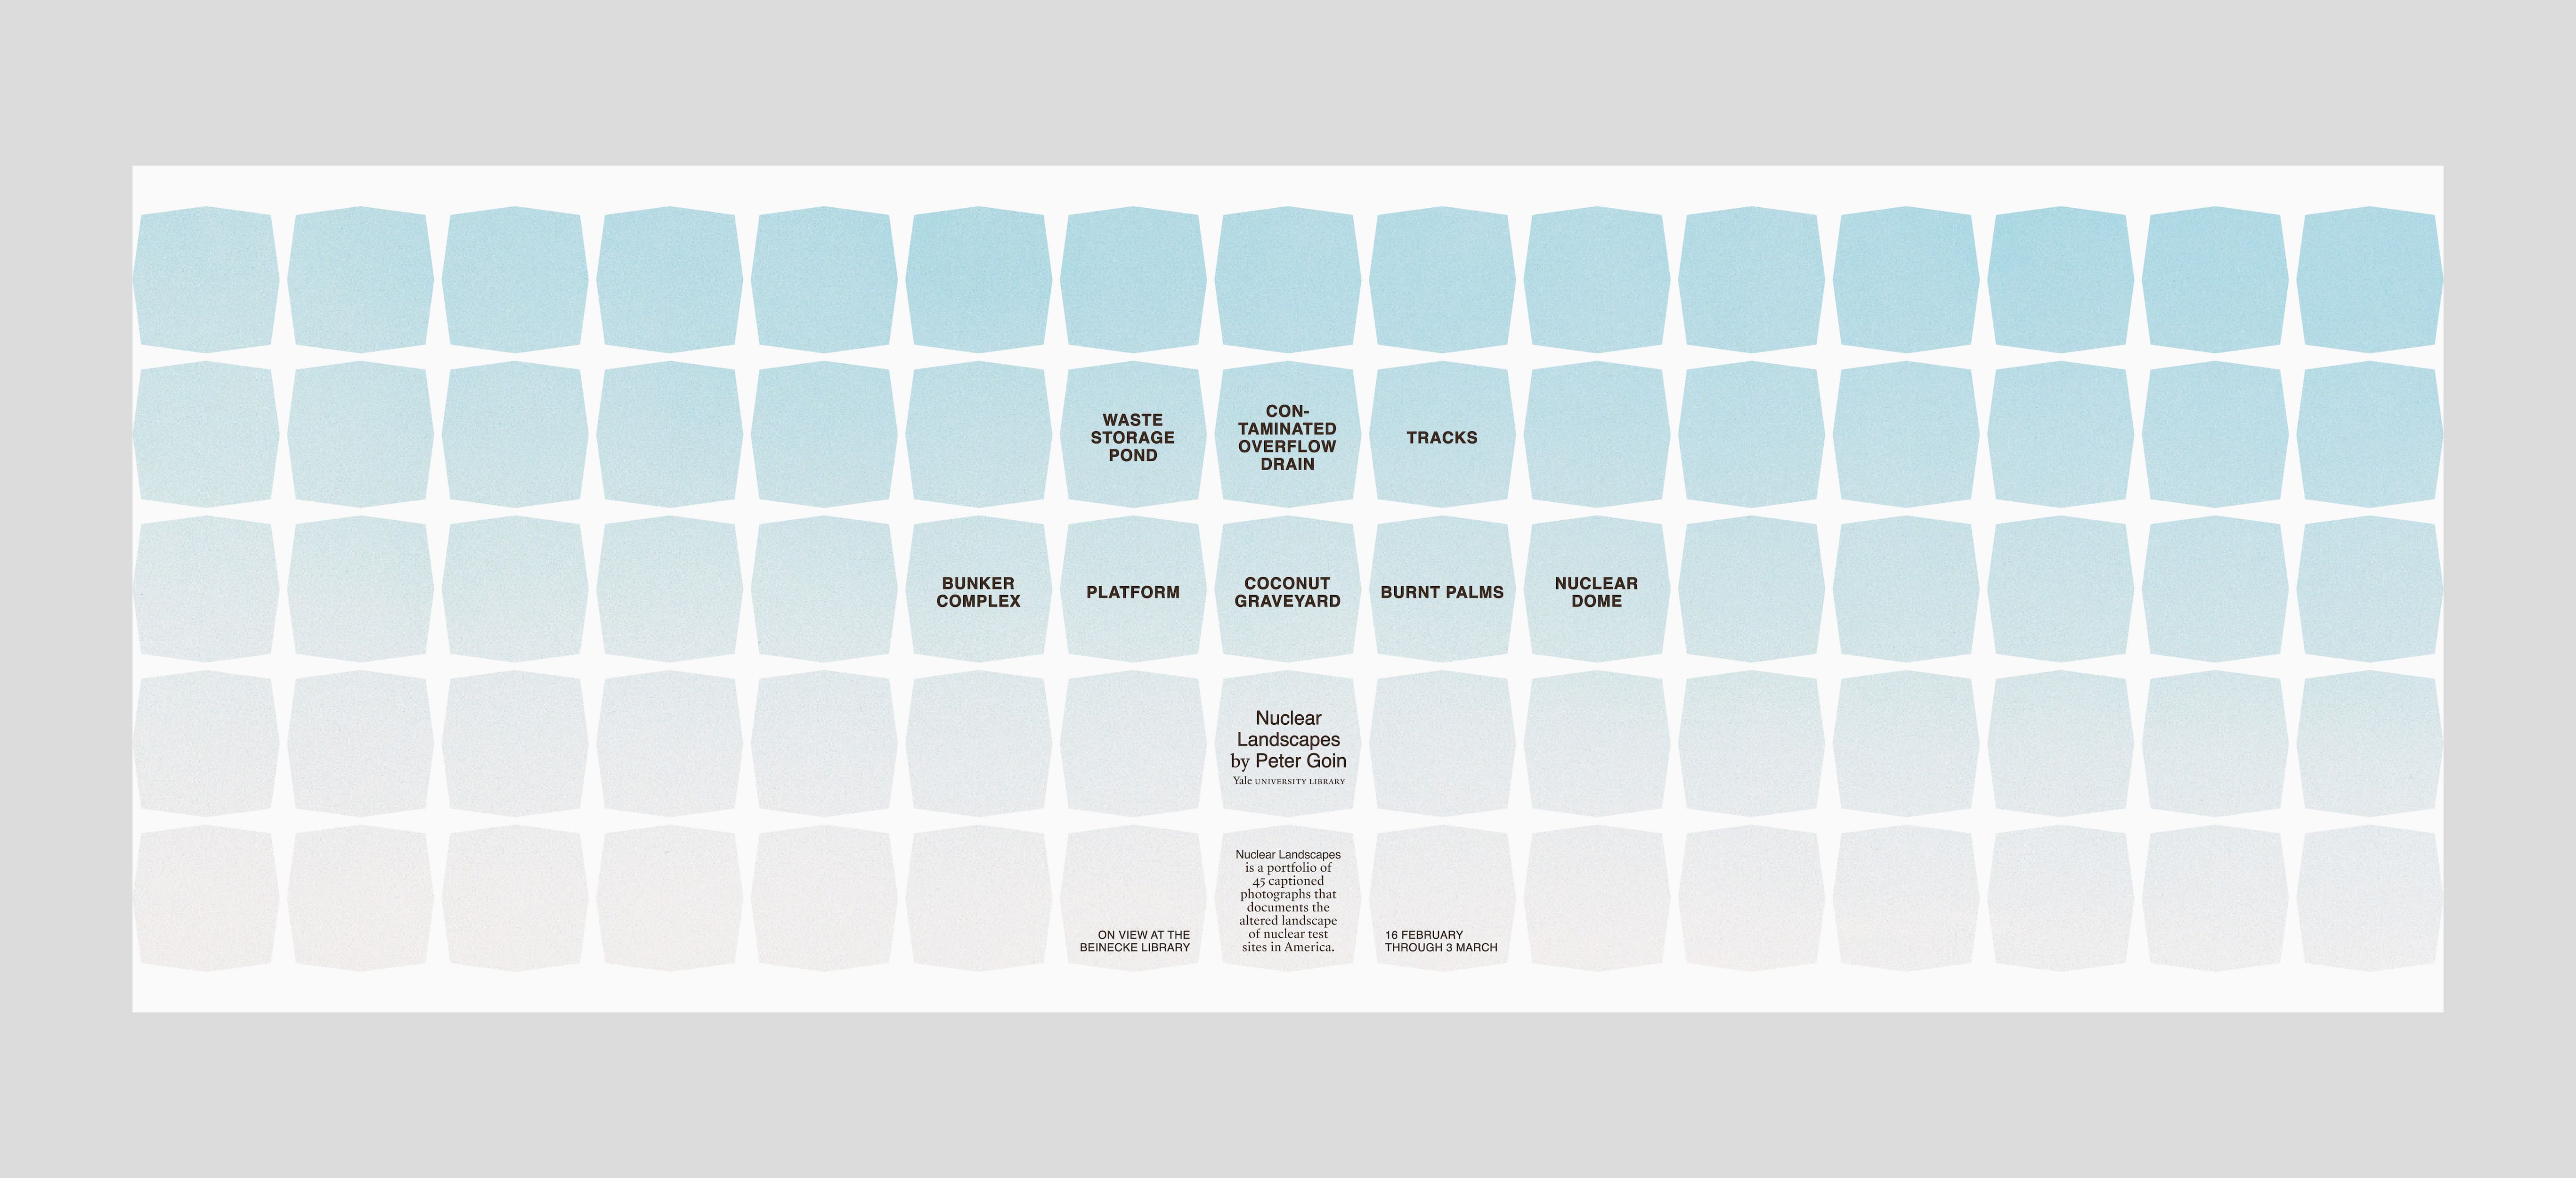 WASTE
STORAGE
POND
CON-
TAMINATED
OVERFLOW
DRAIN
TRACKS
BUNKER
COMPLEX
PLATFORM
COCONUT
GRAVEYARD
BURNT PALMS
NUCLEAR
DOME
Nuclear
Landscapes
by Peter Goin
Yale UNIVERSITY LIBRARY
ON VIEW AT THE
BEINECKE LIBRARY
Nuclear Landscapes
is a portfolio of
45 captioned
photographs that
documents the
altered landscape
of nuclear test
sites in America.
16 FEBRUARY
THROUGH 3 MARCH